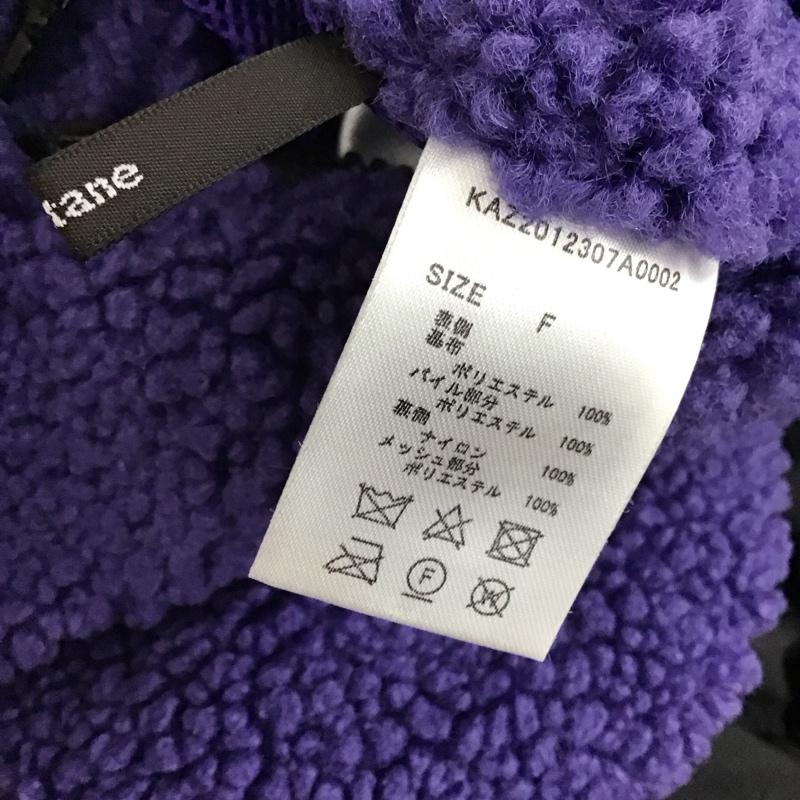 tane
KAZ2012307A0002
SIZE F
表側
基布
ポリエステル 100%
パイル部分
ポリエステル 100%
裏側
ナイロン 100%
メッシュ部分
ポリエステル 100%
F
W